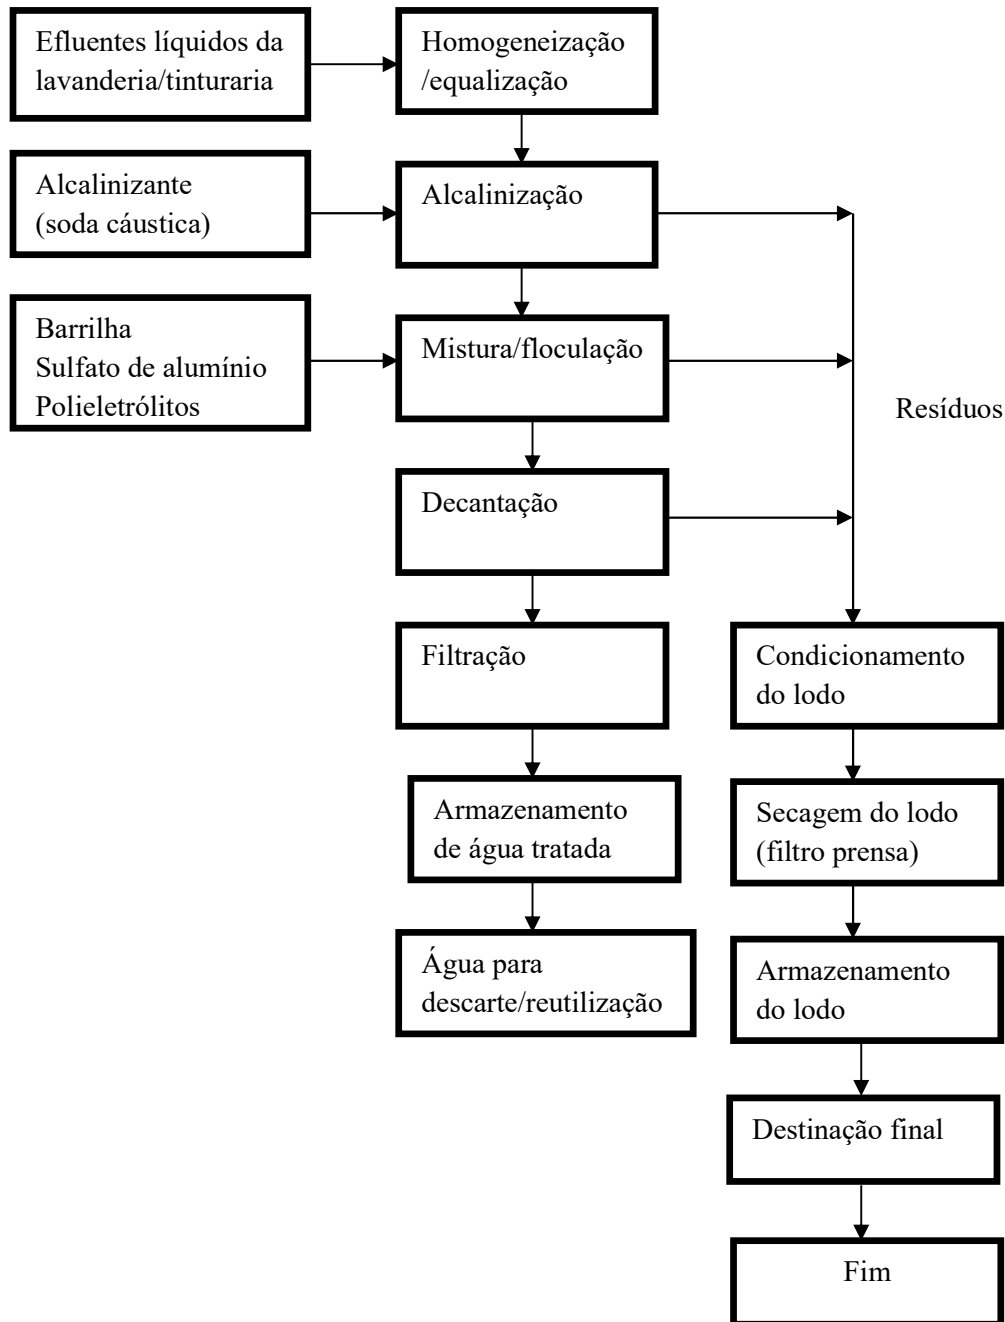 Efluentes líquidos da
lavanderia/tinturaria
Homogeneização
/equalização
Alcalinizante
(soda cáustica)
Alcalinização
Barrilha
Sulfato de alumínio
Polieletrólitos
Mistura/floculação
Resíduos
Decantação
Filtração
Condicionamento
do lodo
Armazenamento
de água tratada
Secagem do lodo
(filtro prensa)
Água para
descarte/reutilização
Armazenamento
do lodo
Destinação final
Fim